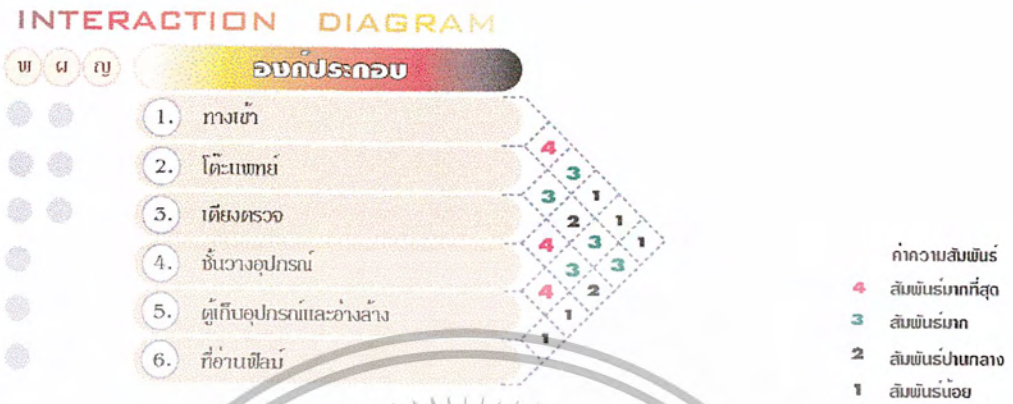 INTERACTION DIAGRAM
พ ผ ญ องค์ประกอบ
1. ทางเข้า
2. โต๊ะแพทย์
3. เตียงตรวจ
4. ชั้นวางอุปกรณ์
5. ตู้เก็บอุปกรณ์และอ่างล้าง
6. ที่อ่านฟิลม์
4
3
3 1
2 1
4 3 1
3 3
4 2
1
1
ค่าความสัมพันธ์
4 สัมพันธ์มากที่สุด
3 สัมพันธ์มาก
2 สัมพันธ์ปานกลาง
1 สัมพันธ์น้อย